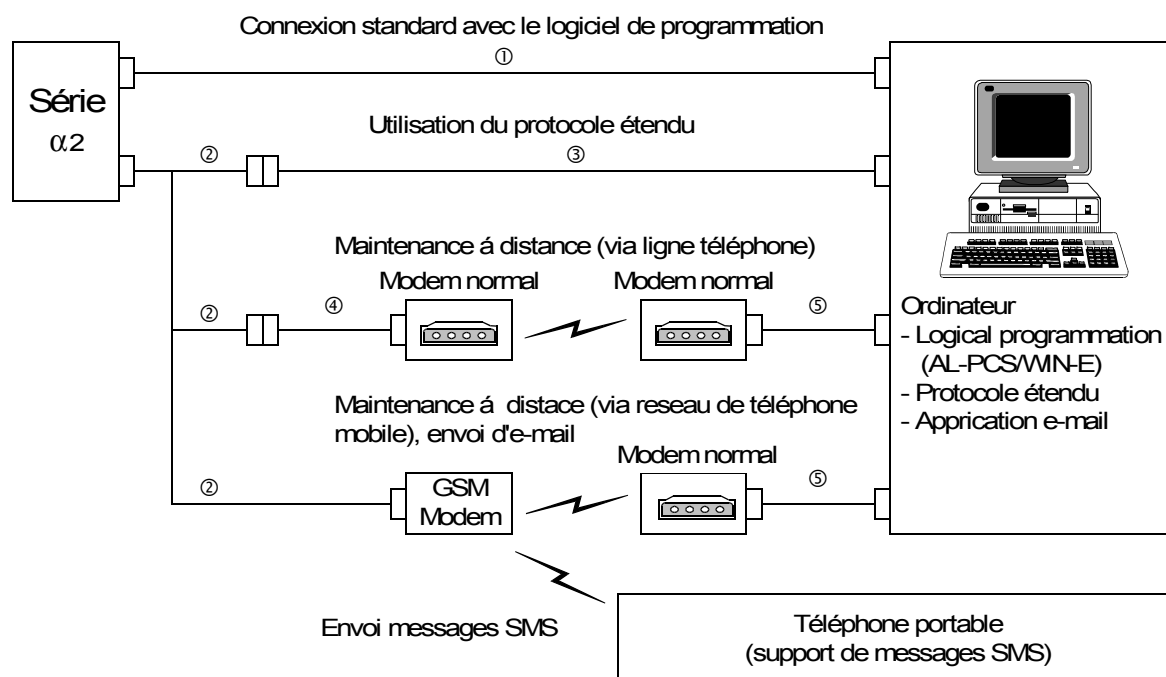 Connexion standard avec le logiciel de programmation
①
Série
α2
Utilisation du protocole étendu
②
③
Maintenance á distance (via ligne téléphone)
Modem normal
Modem normal
②
④
⑤
Ordinateur
- Logical programmation
(AL-PCS/WIN-E)
- Protocole étendu
- Apprication e-mail
Maintenance á distace (via reseau de téléphone
mobile), envoi d'e-mail
Modem normal
②
GSM
Modem
⑤
Envoi messages SMS
Téléphone portable
(support de messages SMS)